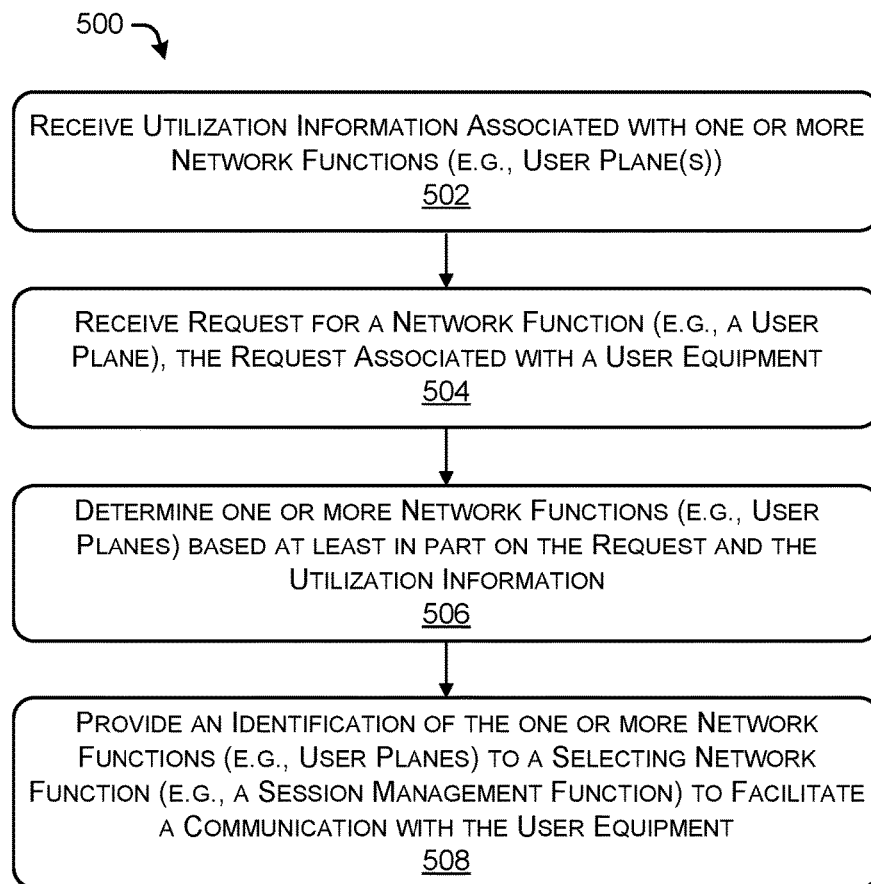 500
RECEIVE UTILIZATION INFORMATION ASSOCIATED WITH ONE OR MORE
NETWORK FUNCTIONS (E.G., USER PLANE(S))
502
RECEIVE REQUEST FOR A NETWORK FUNCTION (E.G., A USER
PLANE), THE REQUEST ASSOCIATED WITH A USER EQUIPMENT
504
DETERMINE ONE OR MORE NETWORK FUNCTIONS (E.G., USER
PLANES) BASED AT LEAST IN PART ON THE REQUEST AND THE
UTILIZATION INFORMATION
506
PROVIDE AN IDENTIFICATION OF THE ONE OR MORE NETWORK
FUNCTIONS (E.G., USER PLANES) TO A SELECTING NETWORK
FUNCTION (E.G., A SESSION MANAGEMENT FUNCTION) TO FACILITATE
A COMMUNICATION WITH THE USER EQUIPMENT
508